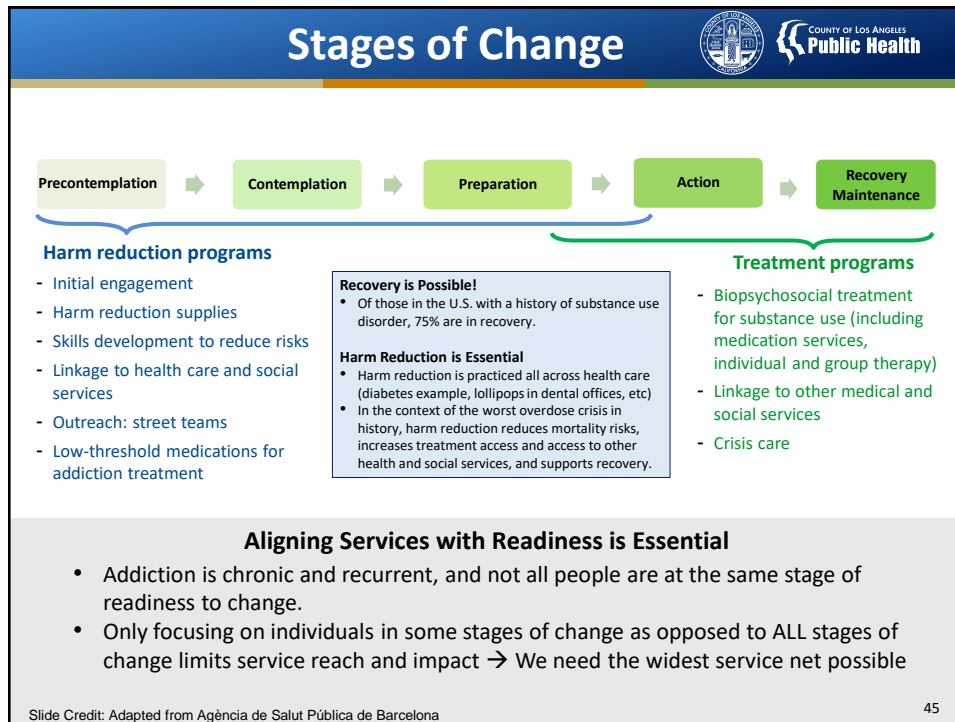 Stages of Change
COUNTY OF LOS ANGELES
Public Health
Precontemplation
Contemplation
Preparation
Action
Recovery
Maintenance
Harm reduction programs
- Initial engagement
- Harm reduction supplies
- Skills development to reduce risks
- Linkage to health care and social
services
- Outreach: street teams
- Low-threshold medications for
addiction treatment
Recovery is Possible!
• Of those in the U.S. with a history of substance use
disorder, 75% are in recovery.
Harm Reduction is Essential
• Harm reduction is practiced all across health care
(diabetes example, lollipops in dental offices, etc)
• In the context of the worst overdose crisis in
history, harm reduction reduces mortality risks,
increases treatment access and access to other
health and social services, and supports recovery.
Treatment programs
- Biopsychosocial treatment
for substance use (including
medication services,
individual and group therapy)
- Linkage to other medical and
social services
- Crisis care
Aligning Services with Readiness is Essential
• Addiction is chronic and recurrent, and not all people are at the same stage of
readiness to change.
• Only focusing on individuals in some stages of change as opposed to ALL stages of
change limits service reach and impact → We need the widest service net possible
Slide Credit: Adapted from Agència de Salut Pública de Barcelona
45